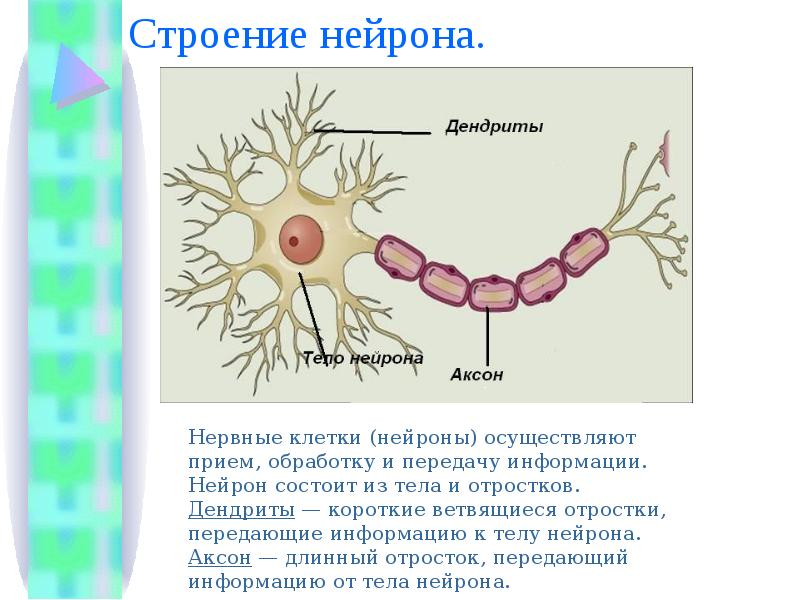 Строение нейрона.
Дендриты
Тело нейрона
Аксон
Нервные клетки (нейроны) осуществляют
прием, обработку и передачу информации.
Нейрон состоит из тела и отростков.
Дендриты — короткие ветвящиеся отростки,
передающие информацию к телу нейрона.
Аксон — длинный отросток, передающий
информацию от тела нейрона.